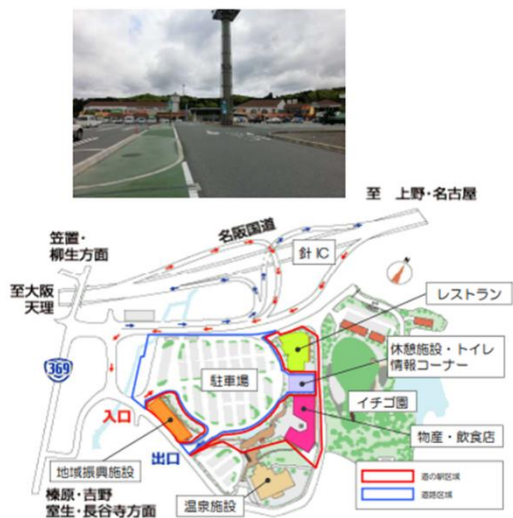 至 上野・名古屋
名阪国道
針IC
笠置・
柳生方面
至大阪
天理
レストラン
休憩施設・トイレ
情報コーナー
369
駐車場
イチゴ園
入口
物産・飲食店
出口
地域振興施設
道の駅区域
道路区域
温泉施設
榛原・吉野
室生・長谷寺方面